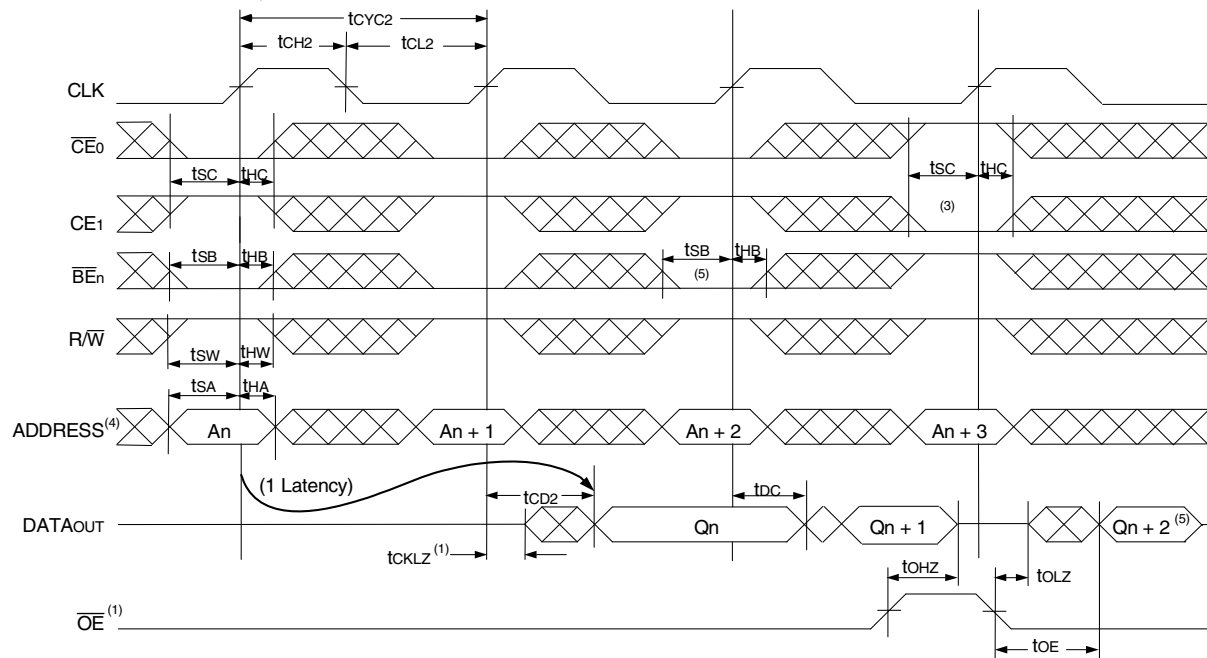 tCYC2
tCH2 tCL2
CLK
CE0
tSC tHC tSC tHC
(3)
CE1
tSB tHB tSB tHB
(5)
BEn
R/W
tSW tHW
tSA tHA
ADDRESS(4) An An + 1 An + 2 An + 3
(1 Latency) tCD2 tDC
DATAOUT Qn Qn + 1 Qn + 2 (5)
tCKLZ (1)
tOHZ tOLZ
OE (1)
tOE